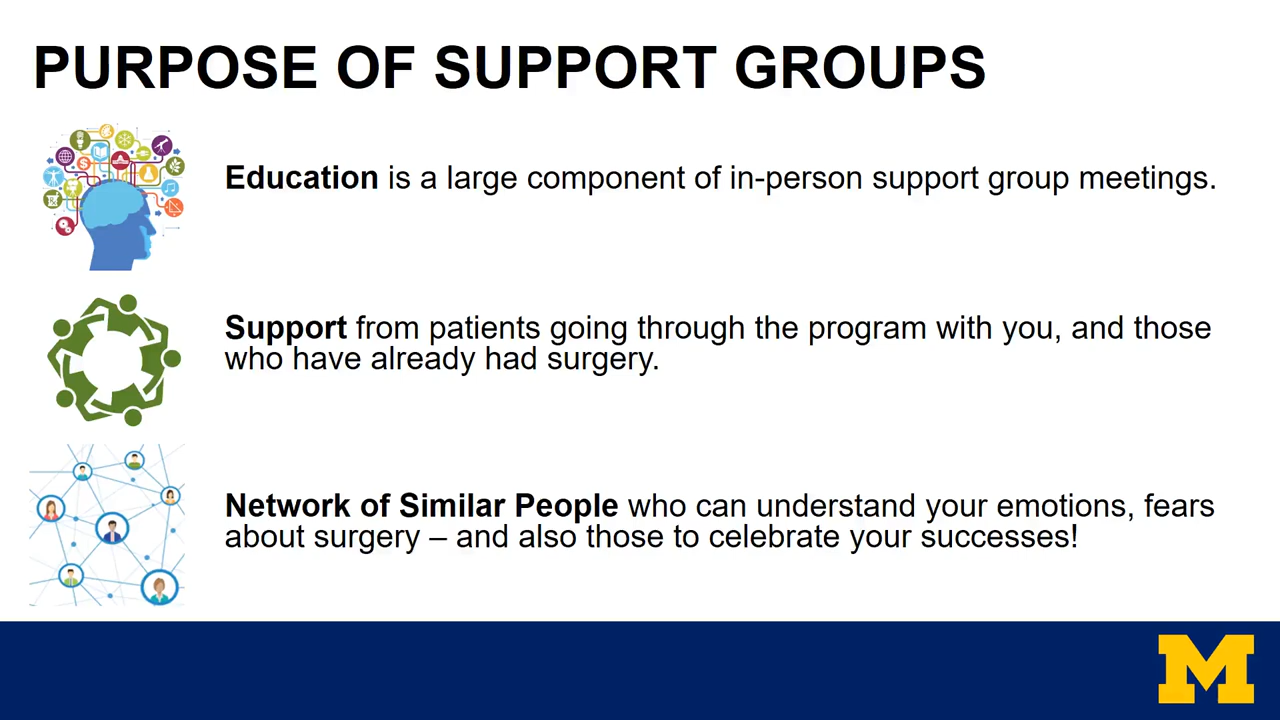 PURPOSE OF SUPPORT GROUPS
Education is a large component of in-person support group meetings.
Support from patients going through the program with you, and those
who have already had surgery.
Network of Similar People who can understand your emotions, fears
about surgery – and also those to celebrate your successes!
M